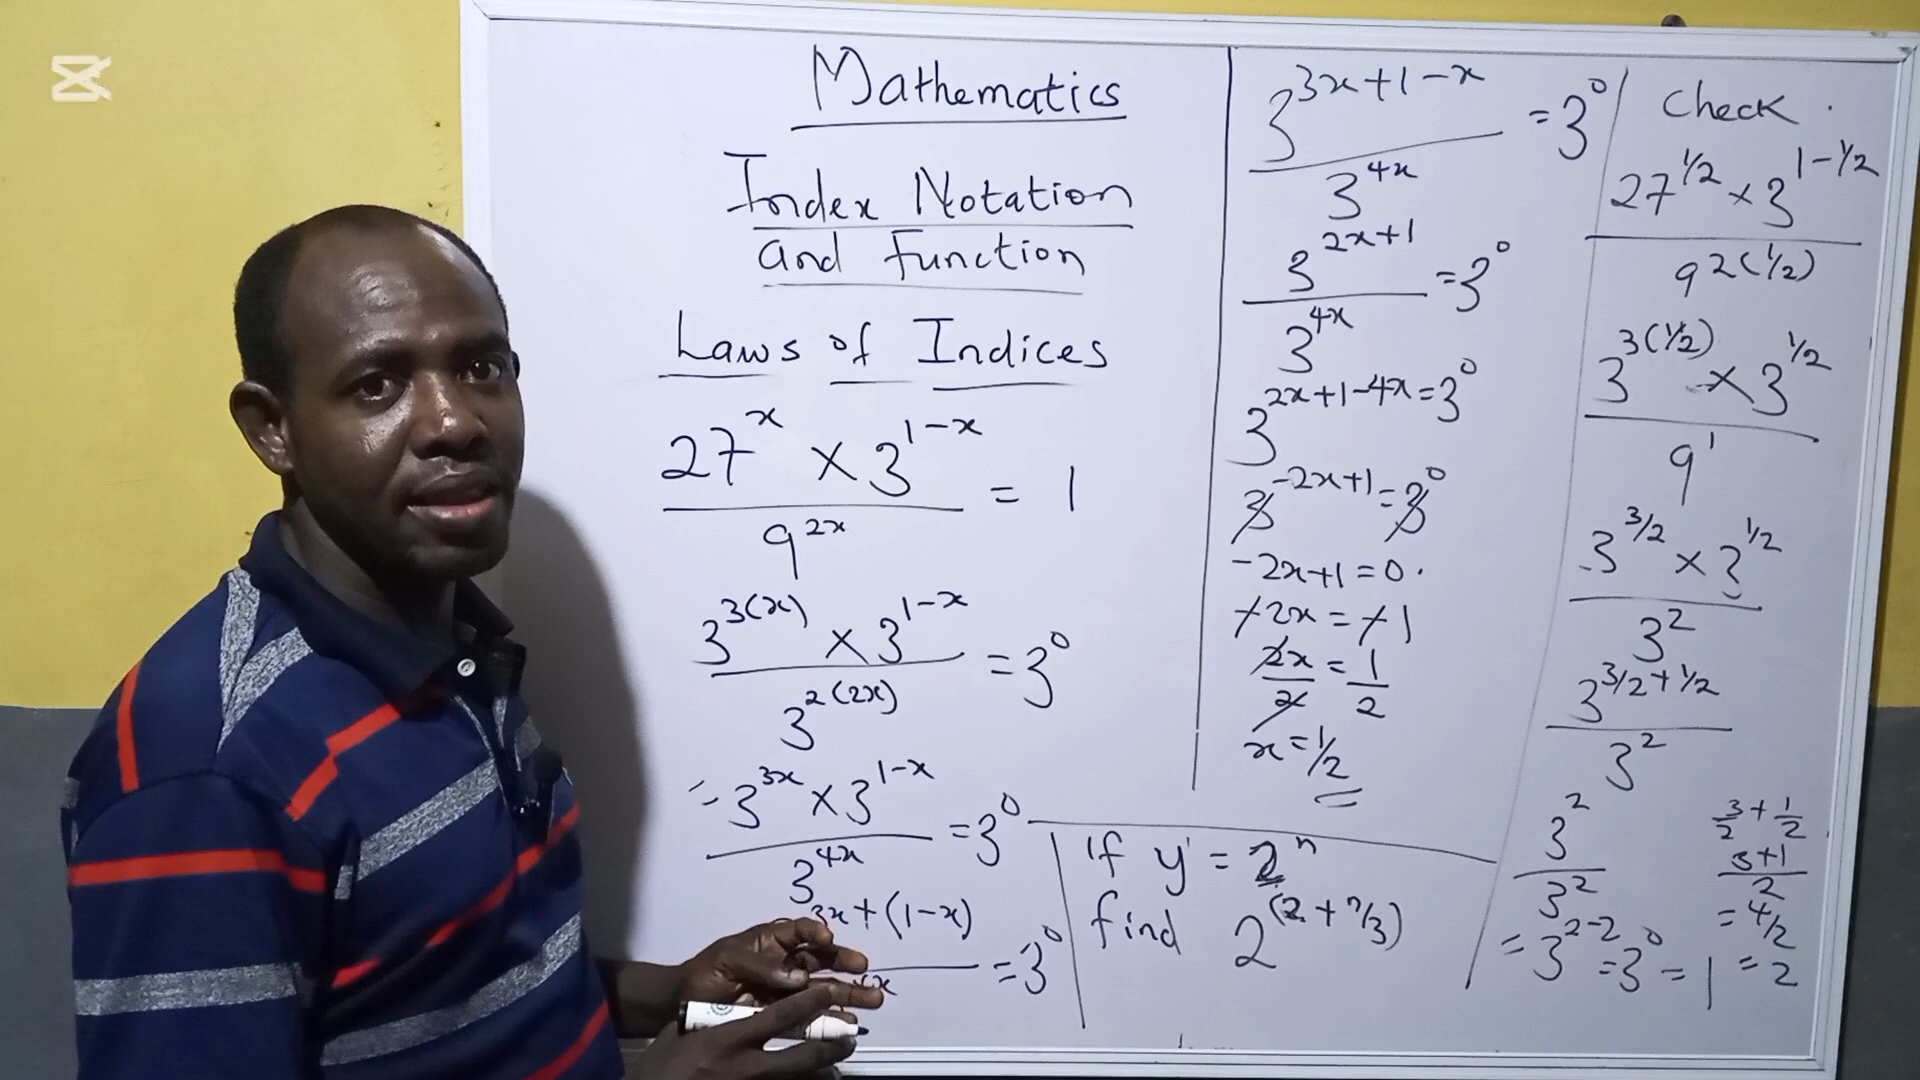 Mathematics
Index Notation
and function
Laws of Indices
27^x × 3^(1-x)
/ 9^(2x) = 1
3^(3(x)) × 3^(1-x)
/ 3^(2(2x)) = 3^0
= 3^(3x) × 3^(1-x)
/ 3^(4x) = 3^0
3x+(1-x)
= 3^0
3^(3x+1-x)
/ 3^(4x) = 3^0
3^(2x+1)
/ 3^(4x) = 3^0
3^(2x+1-4x) = 3^0
3^(-2x+1) = 3^0
-2x+1=0.
-2x = -1
2x/2 = 1/2
x = 1/2
If y = 2^n
find 2^(2 + n/3)
Check .
27^(1/2) × 3^(1-1/2)
/ 9^(2(1/2))
3^(3(1/2)) × 3^(1/2)
/ 9^1
3^(3/2) × 3^(1/2)
/ 3^2
3^(3/2+1/2)
/ 3^2
3^2
/ 3^2
= 3^(2-2) = 3^0 = 1
3/2 + 1/2
3+1
/ 2
= 4/2
= 2